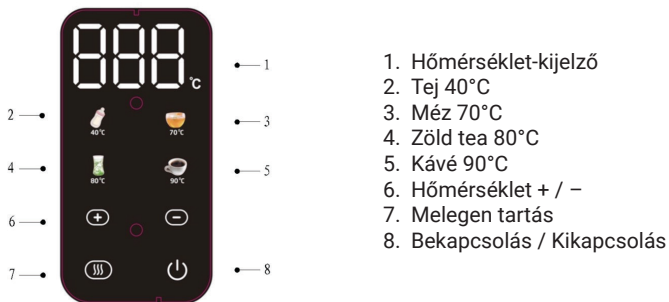 888
°C
1
2
40°C
70°C
3
4
80°C
90°C
5
6
7
8
1. Hőmérséklet-kijelző
2. Tej 40°C
3. Méz 70°C
4. Zöld tea 80°C
5. Kávé 90°C
6. Hőmérséklet + / –
7. Melegen tartás
8. Bekapcsolás / Kikapcsolás